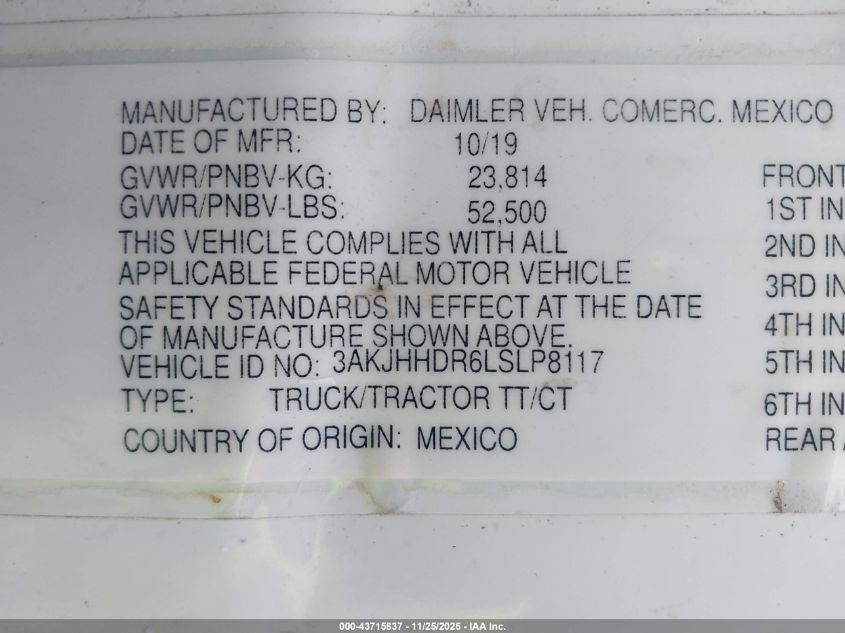 MANUFACTURED BY: DAIMLER VEH. COMERC. MEXICO
DATE OF MFR: 10/19
GVWR/PNBV-KG: 23,814
FRONT
GVWR/PNBV-LBS: 52,500
1ST IN
THIS VEHICLE COMPLIES WITH ALL
2ND IN
APPLICABLE FEDERAL MOTOR VEHICLE
3RD IN
SAFETY STANDARDS IN EFFECT AT THE DATE
4TH IN
OF MANUFACTURE SHOWN ABOVE.
VEHICLE ID NO: 3AKJHHDR6LSLP8117
5TH IN
TYPE: TRUCK/TRACTOR TT/CT
6TH IN
COUNTRY OF ORIGIN: MEXICO
REAR
000-43715837 - 11/25/2025 - IAA Inc.